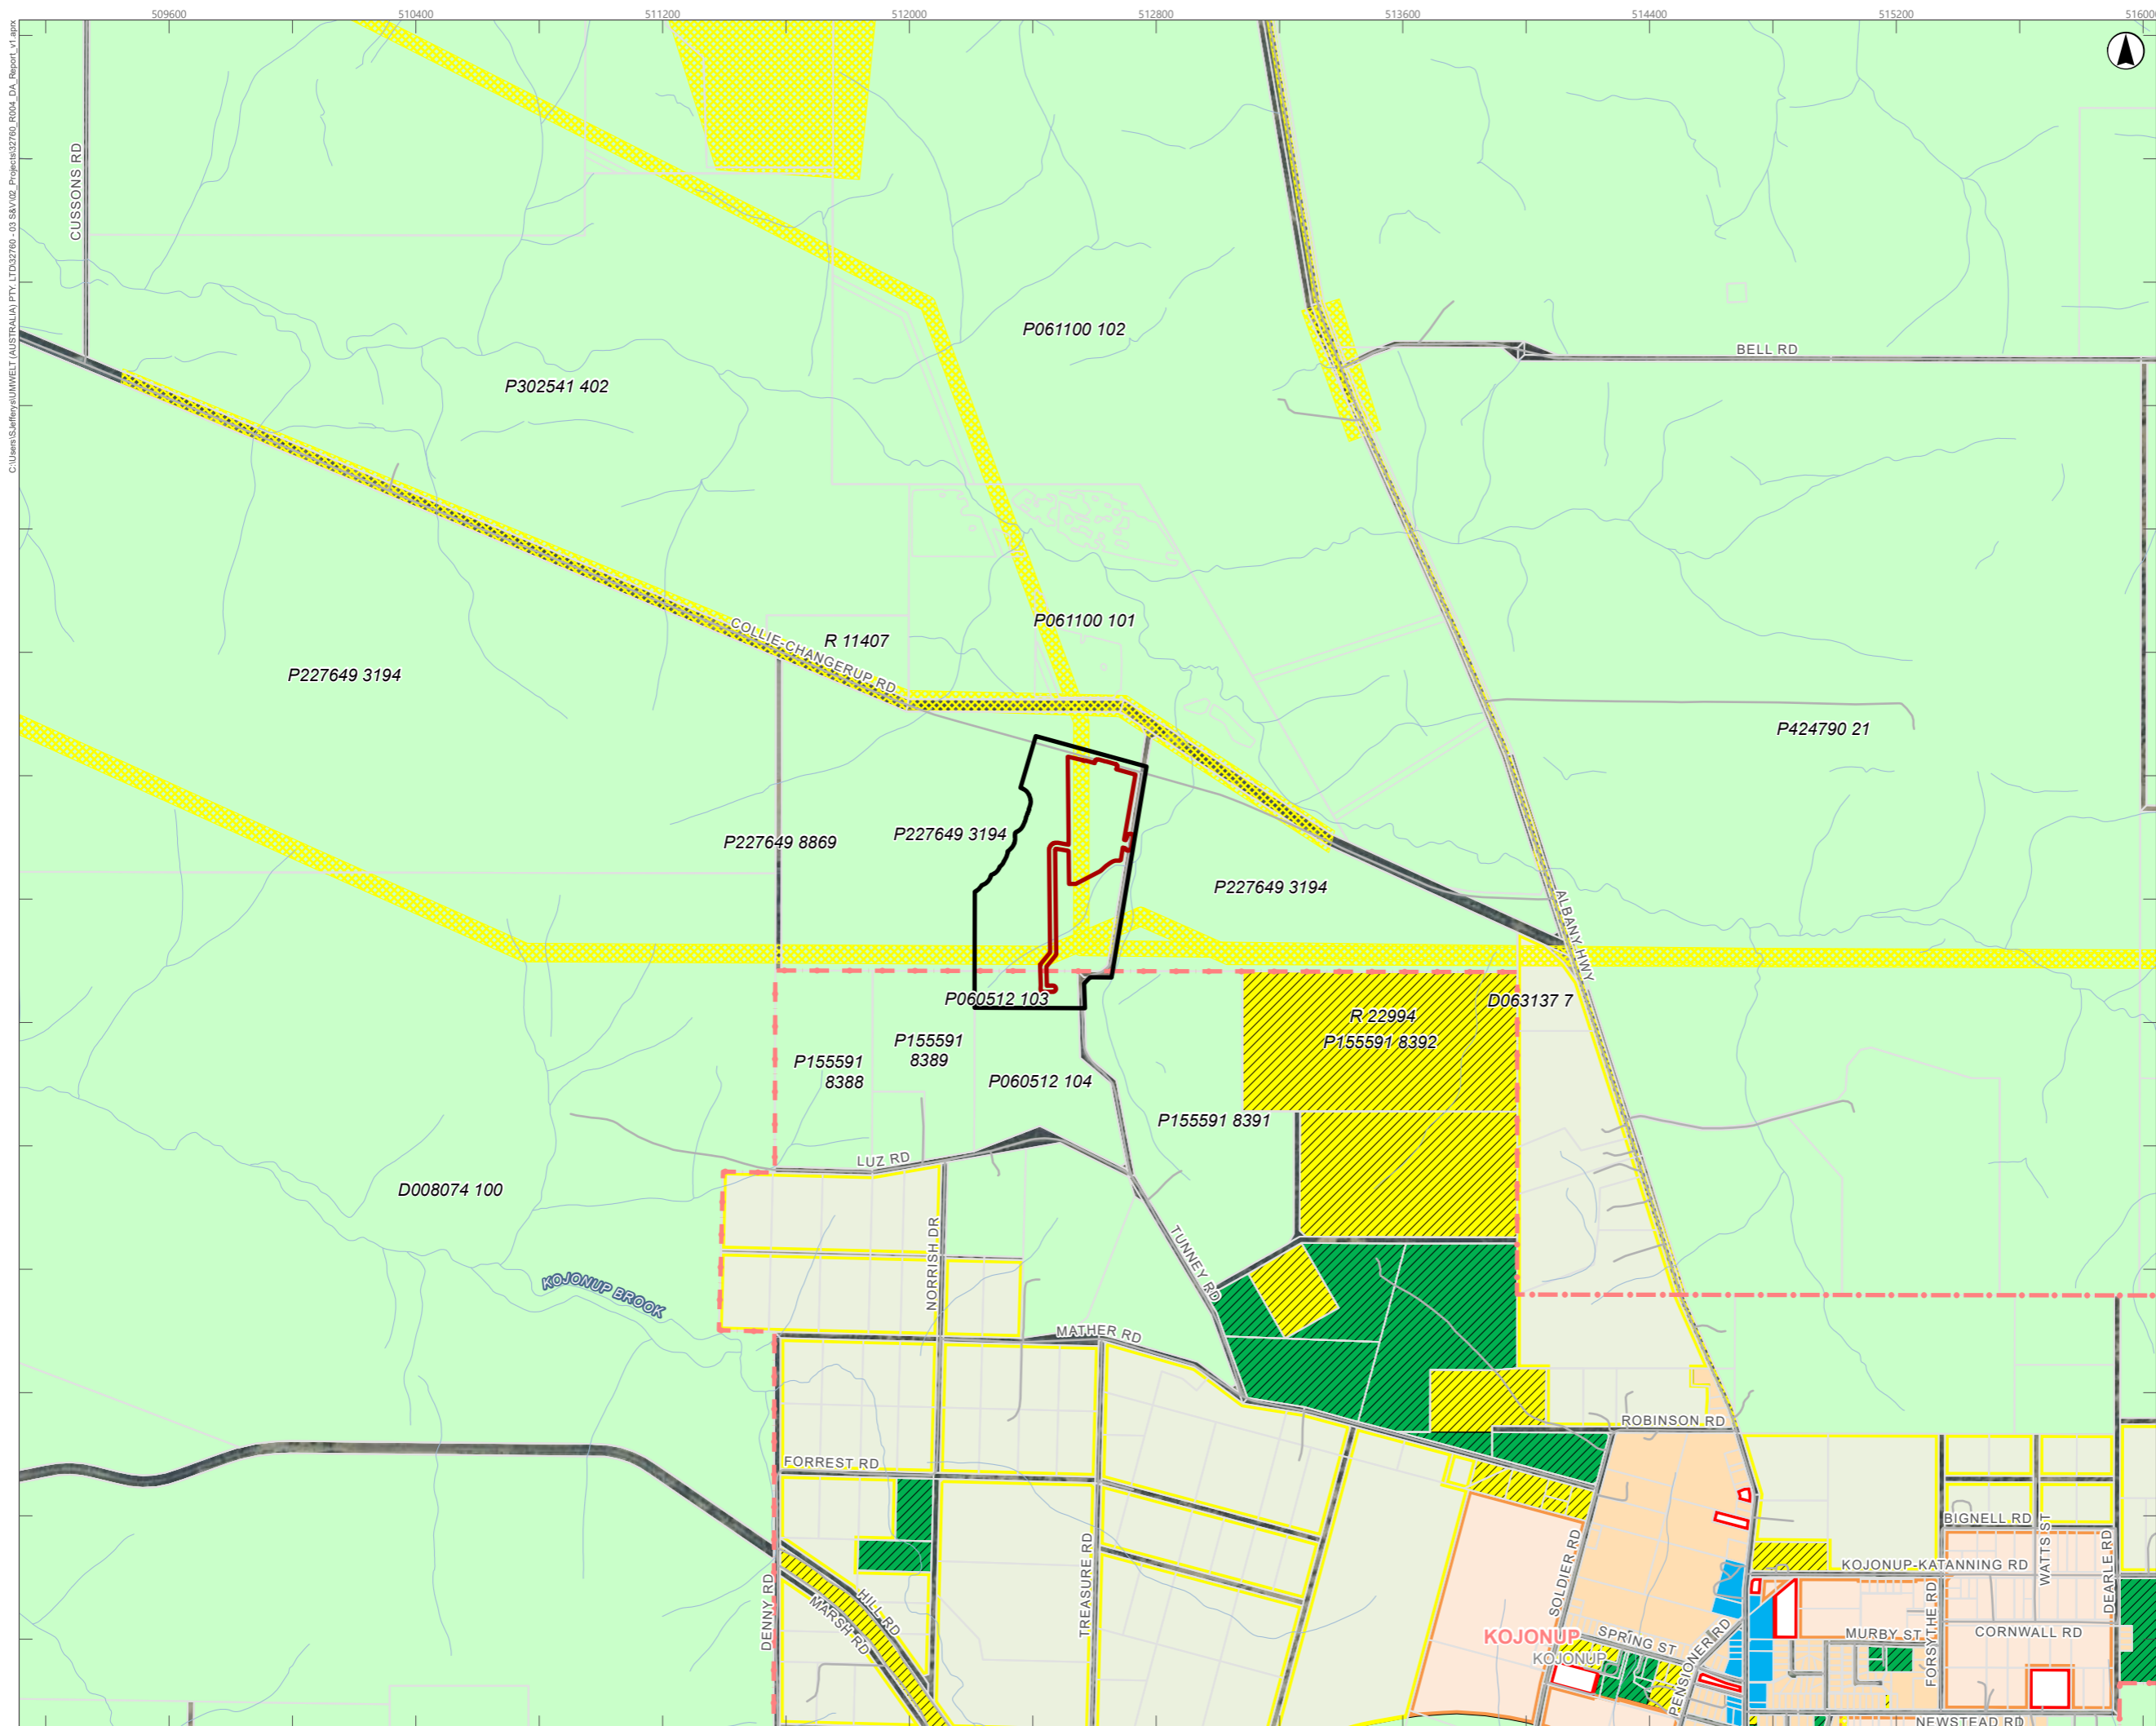 509600
510400
511200
512000
512800
513600
514400
515200
51600
C:\Users\SJefferys\UMWELT (AUSTRALIA) PTY. LTD\32760 - 03 S&V\02_Projects\32760_R004_DA_Report_v1.aprx
CUSSONS RD
P061100 102
BELL RD
P302541 402
P061100 101
COLLIE-CHANGERUP RD
R 11407
P227649 3194
P424790 21
P227649 8869
P227649 3194
P227649 3194
ALBANY HWY
P060512 103
D063137 7
R 22994
P155591 8392
P155591
8389
P155591
8388
P060512 104
P155591 8391
LUZ RD
D008074 100
NORRISH DR
TUNNEY RD
KOJONUP BROOK
MATHER RD
ROBINSON RD
FORREST RD
BIGNELL RD
WATTS ST
DEARLE RD
KOJONUP-KATANNING RD
SOLDIER RD
TREASURE RD
DENNY RD
HILL RD
MARSH RD
KOJONUP
KOJONUP
SPRING ST
PENSIONER RD
MURBY ST
FORSYTHE RD
CORNWALL RD
NEWSTEAD RD